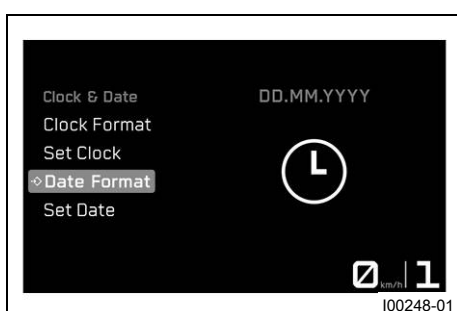 Clock & Date
DD.MM.YYYY
Clock Format
Set Clock
Date Format
Set Date
0 km/h 1
I00248-01